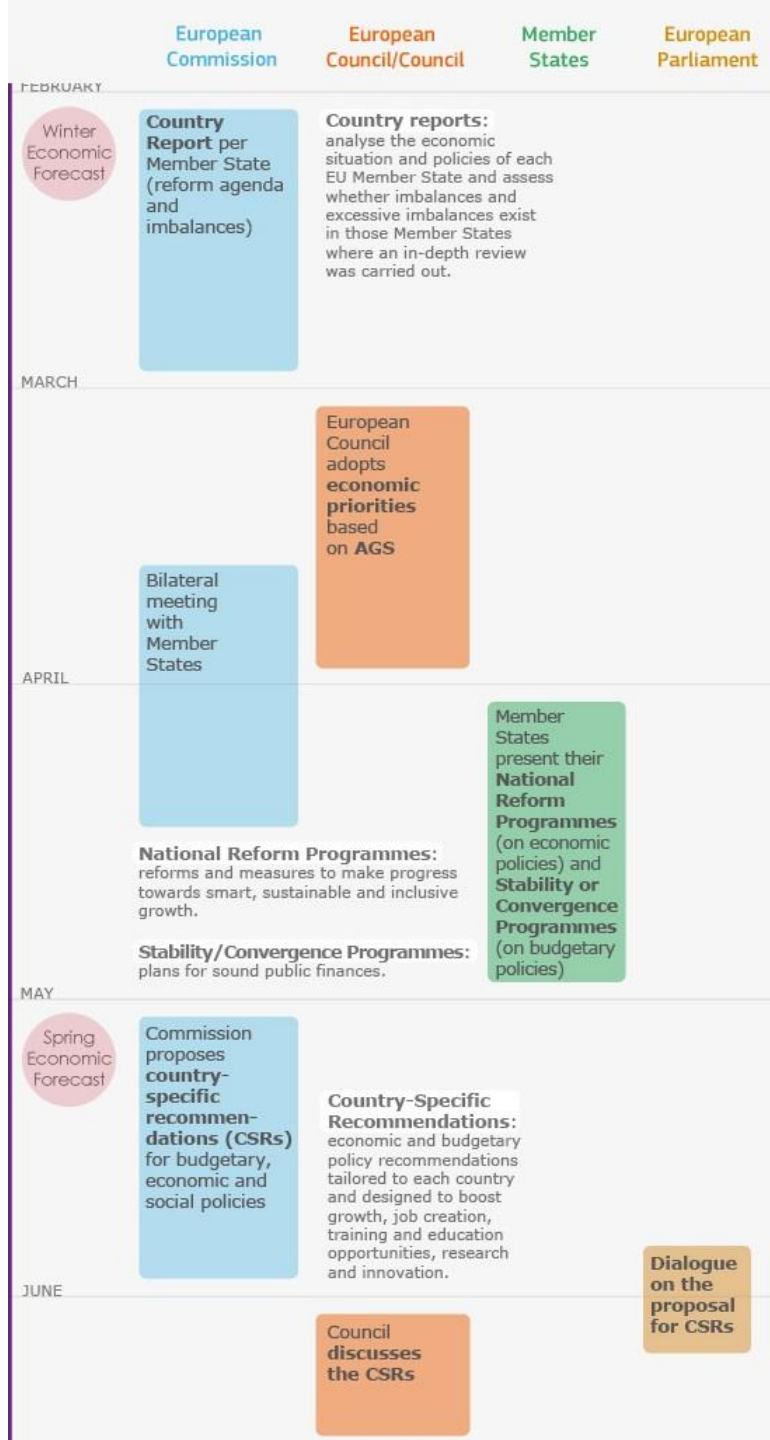 European
Commission
European
Council/Council
Member
States
European
Parliament
FEBRUARY
Winter
Economic
Forecast
Country
Report per
Member State
(reform agenda
and
imbalances)
Country reports:
analyse the economic
situation and policies of each
EU Member State and assess
whether imbalances and
excessive imbalances exist
in those Member States
where an in-depth review
was carried out.
MARCH
European
Council
adopts
economic
priorities
based
on AGS
Bilateral
meeting
with
Member
States
APRIL
Member
States
present their
National
Reform
Programmes
(on economic
policies) and
Stability or
Convergence
Programmes
(on budgetary
policies)
National Reform Programmes:
reforms and measures to make progress
towards smart, sustainable and inclusive
growth.
Stability/Convergence Programmes:
plans for sound public finances.
MAY
Spring
Economic
Forecast
Commission
proposes
country-
specific
recommen-
dations (CSRs)
for budgetary,
economic and
social policies
Country-Specific
Recommendations:
economic and budgetary
policy recommendations
tailored to each country
and designed to boost
growth, job creation,
training and education
opportunities, research
and innovation.
Dialogue
on the
proposal
for CSRs
JUNE
Council
discusses
the CSRs